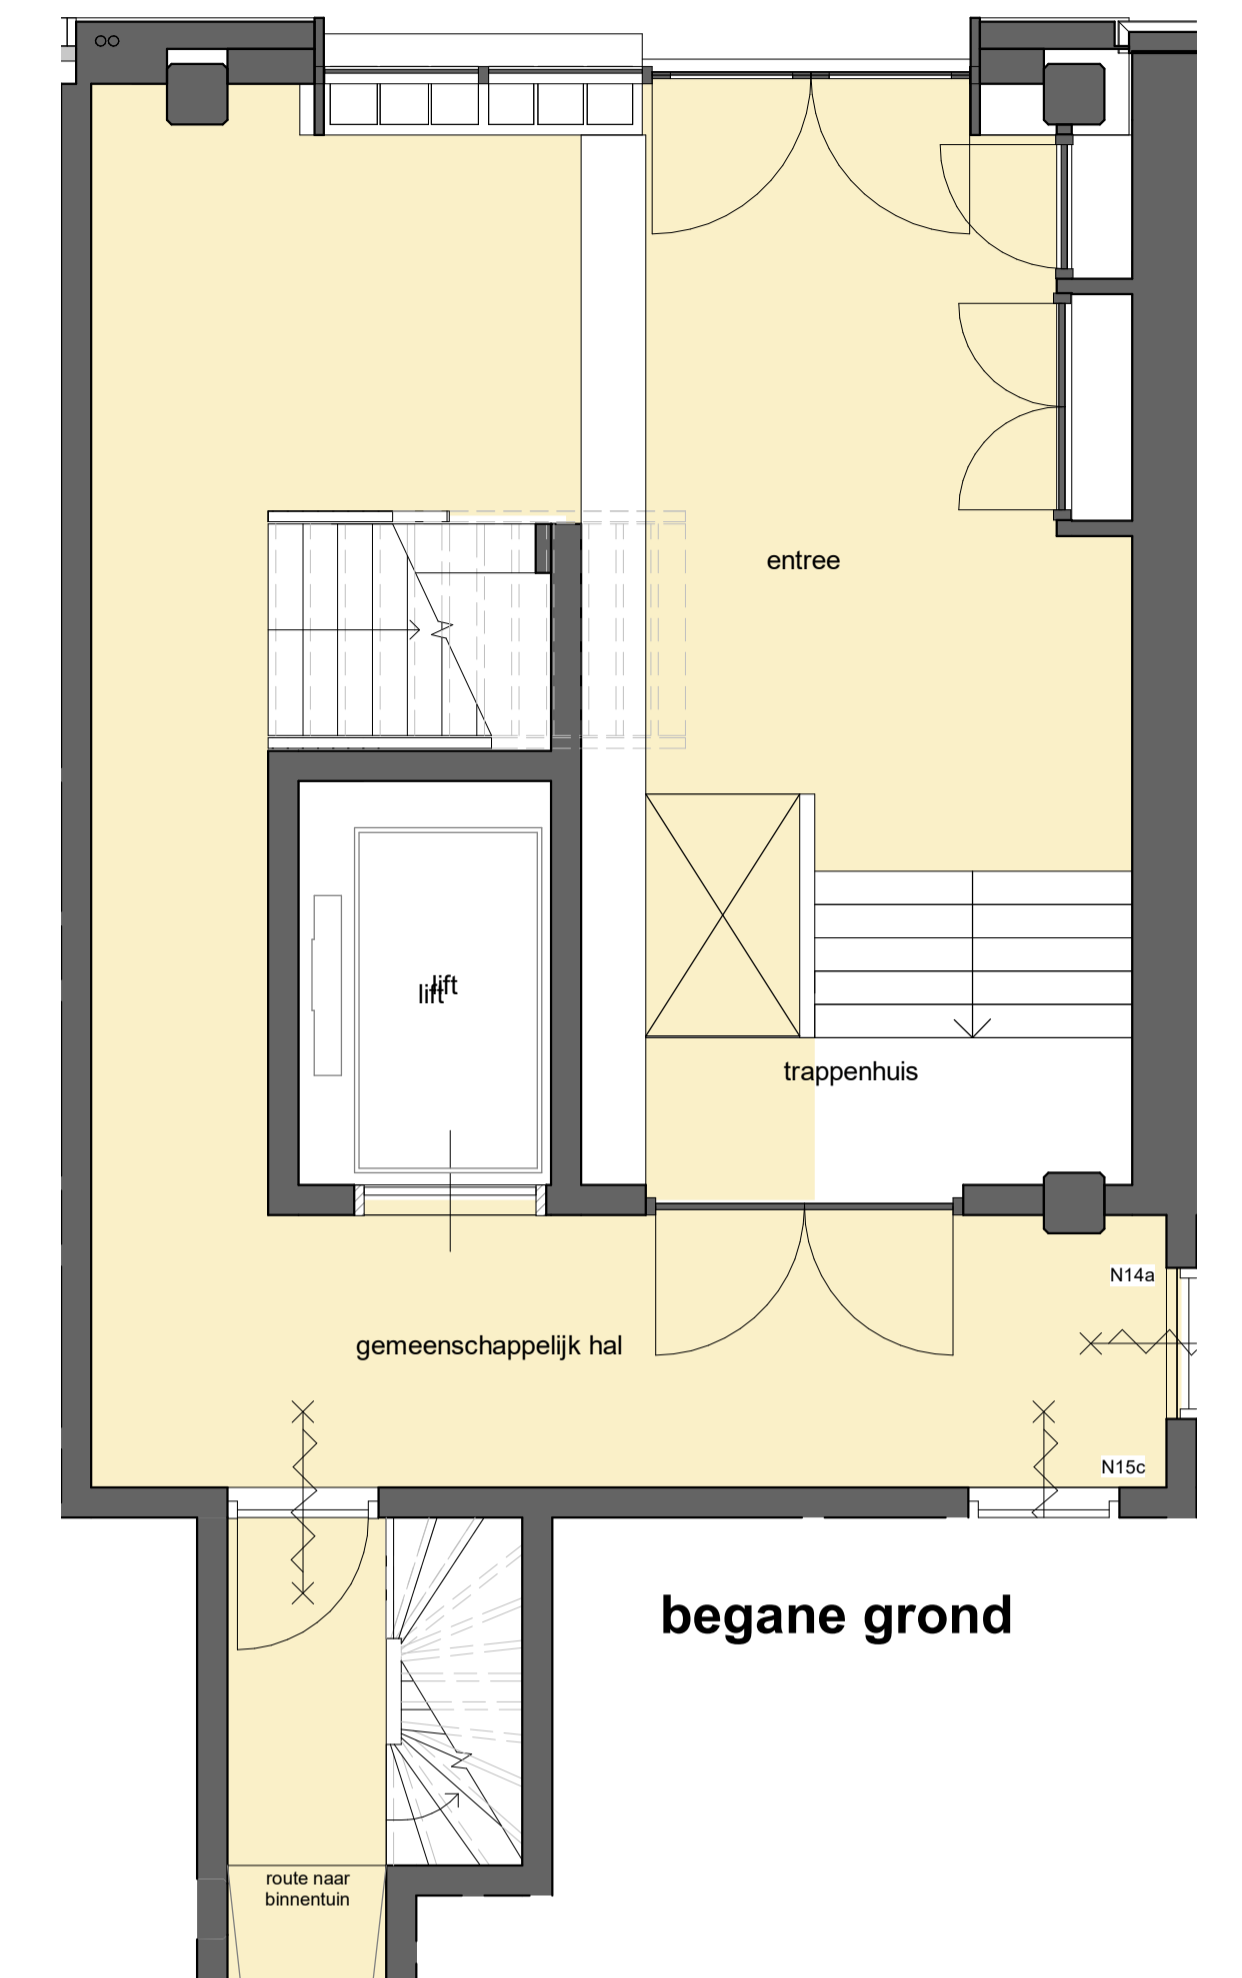 entree
lift
lift
trappenhuis
N14a
gemeenschappelijk hal
N15c
begane grond
route naar
binnentuin